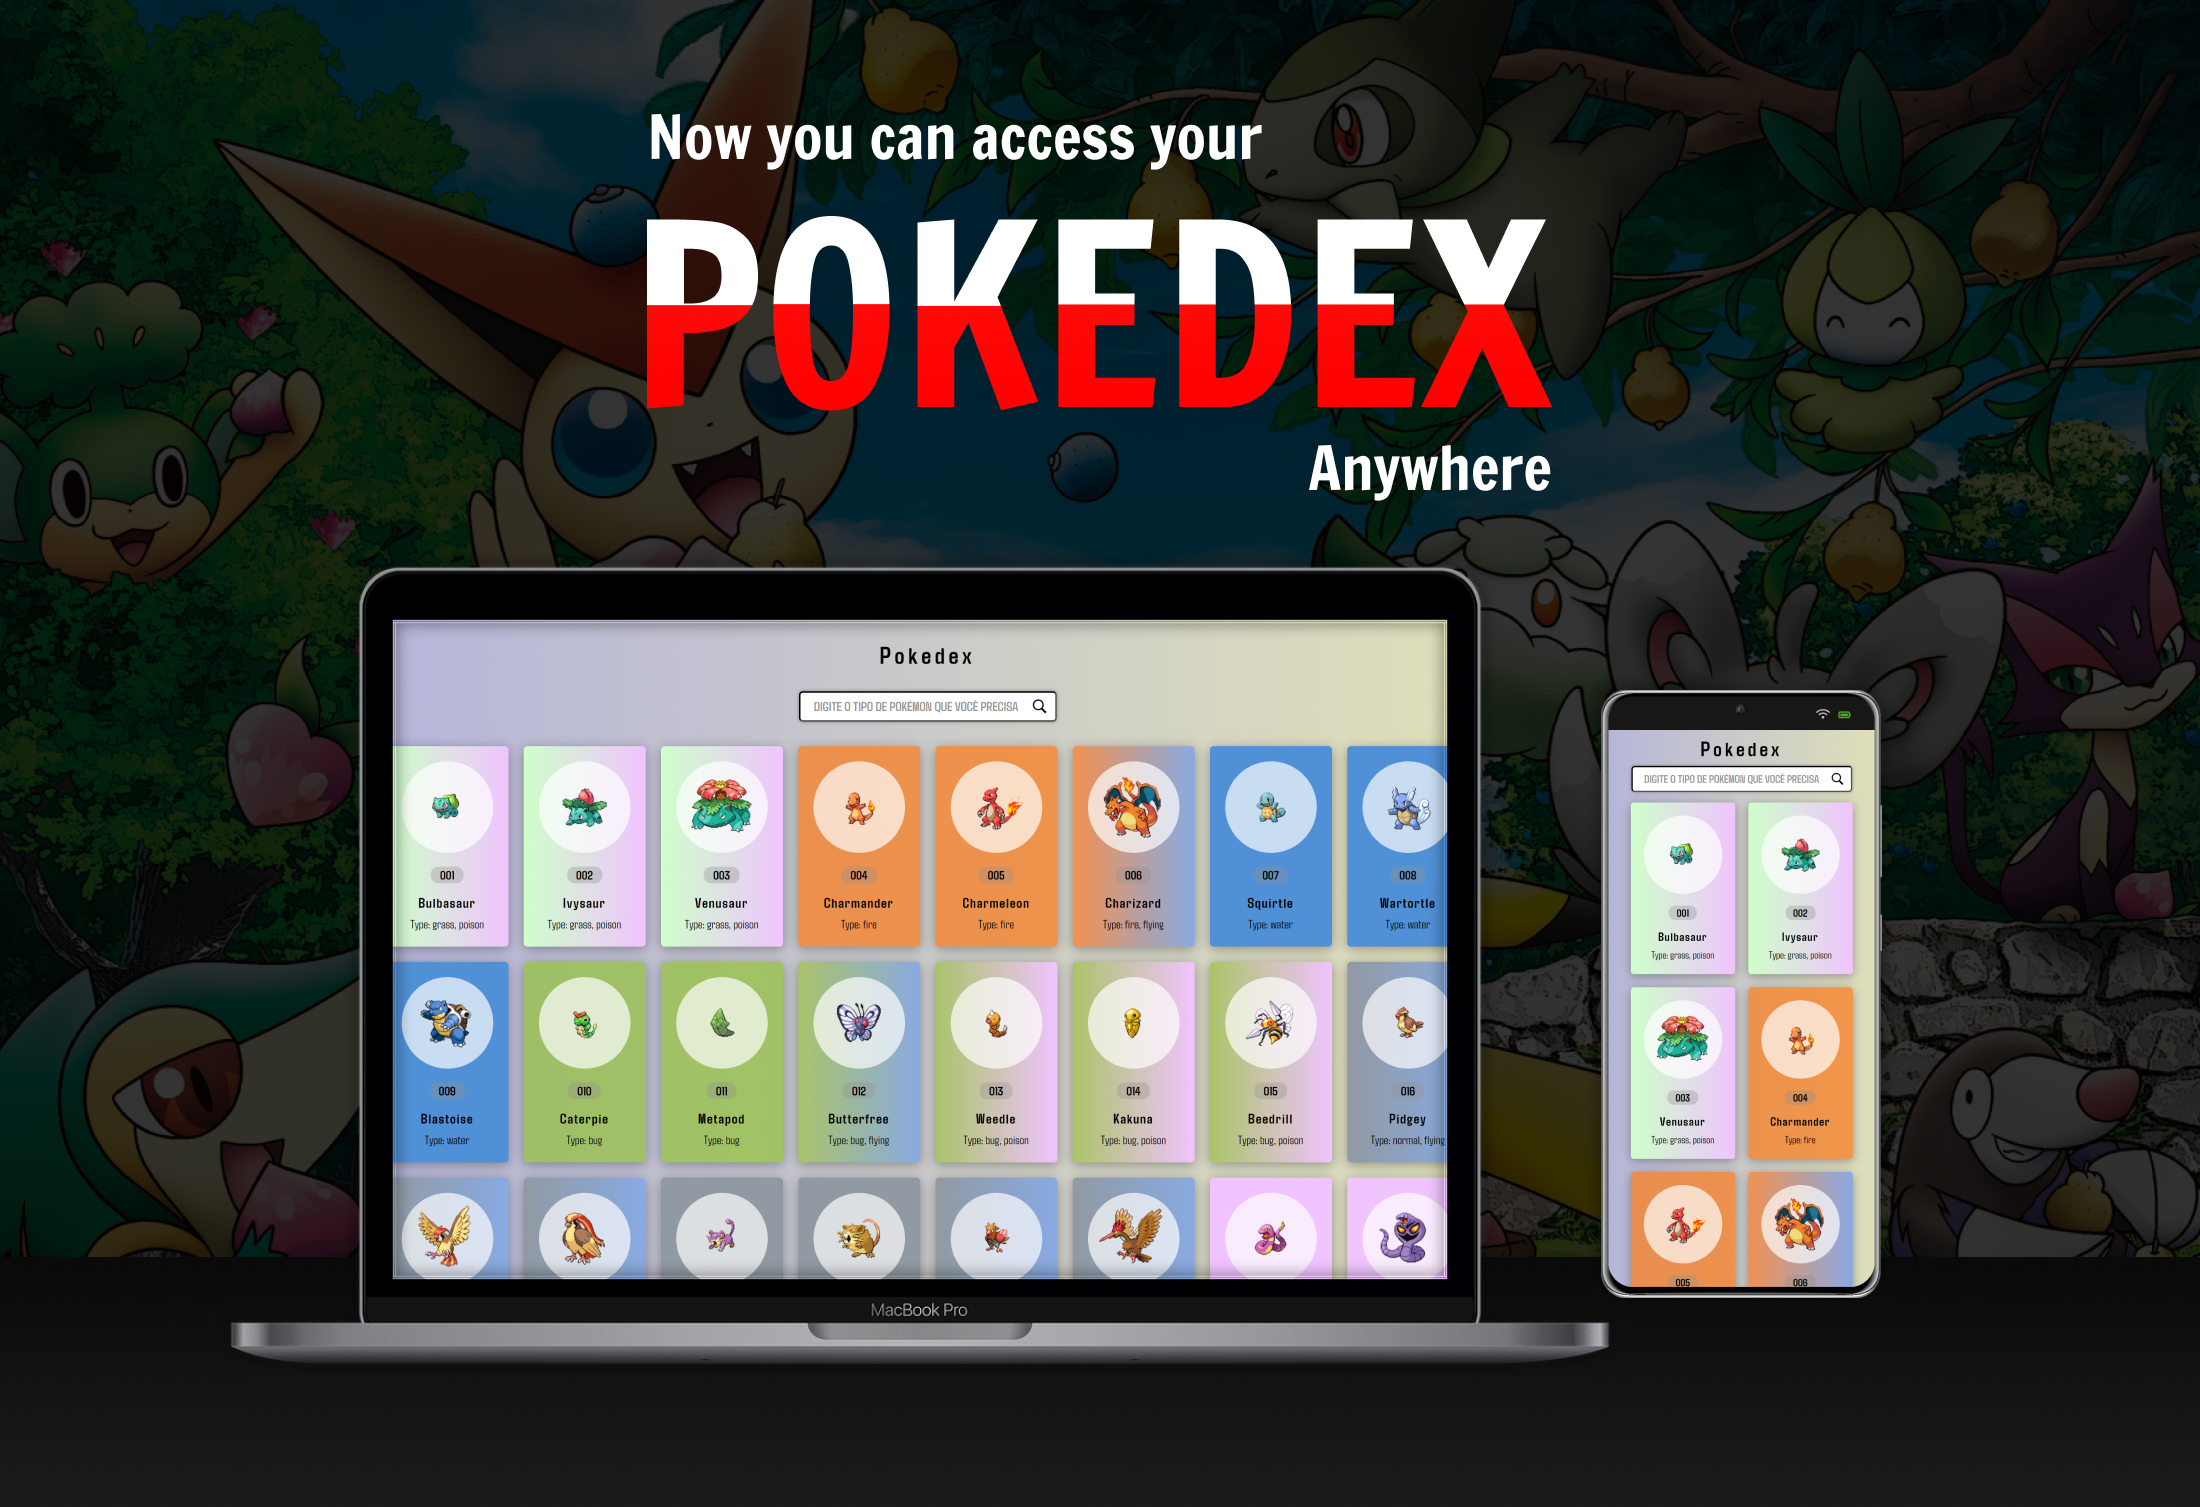 Now you can access your
POKEDEX
Anywhere
Pokedex
DIGITE O TIPO DE POKÉMON QUE VOCÊ PRECISA
001 002 003 004 005 006 007 008
Bulbasaur Ivysaur Venusaur Charmander Charmeleon Charizard Squirtle Wartortle
Type: grass, poison Type: grass, poison Type: grass, poison Type: fire Type: fire Type: fire, flying Type: water Type: water
009 010 011 012 013 014 015 016
Blastoise Caterpie Metapod Butterfree Weedle Kakuna Beedrill Pidgey
Type: water Type: bug Type: bug Type: bug, flying Type: bug, poison Type: bug, poison Type: bug, poison Type: normal, flying
MacBook Pro
Pokedex
DIGITE O TIPO DE POKÉMON QUE VOCÊ PRECISA
001 002
Bulbasaur Ivysaur
Type: grass, poison Type: grass, poison
003 004
Venusaur Charmander
Type: grass, poison Type: fire
005 006